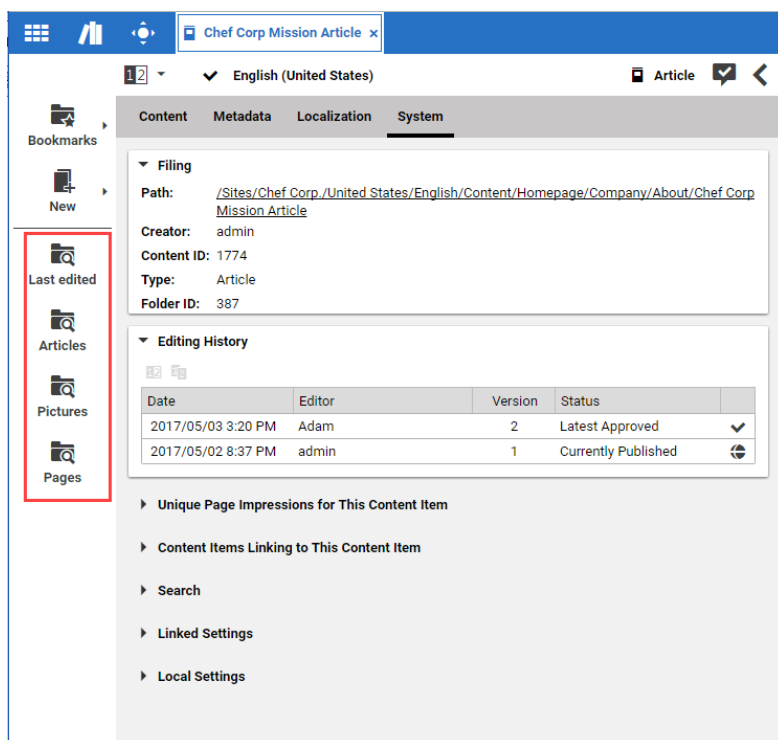 Chef Corp Mission Article ×
12
English (United States)
Article
Bookmarks
New
Last edited
Articles
Pictures
Pages
Content Metadata Localization System
Filing
Path: /Sites/Chef Corp./United States/English/Content/Homepage/Company/About/Chef Corp
Mission Article
Creator: admin
Content ID: 1774
Type: Article
Folder ID: 387
Editing History
Date Editor Version Status
2017/05/03 3:20 PM Adam 2 Latest Approved
2017/05/02 8:37 PM admin 1 Currently Published
Unique Page Impressions for This Content Item
Content Items Linking to This Content Item
Search
Linked Settings
Local Settings